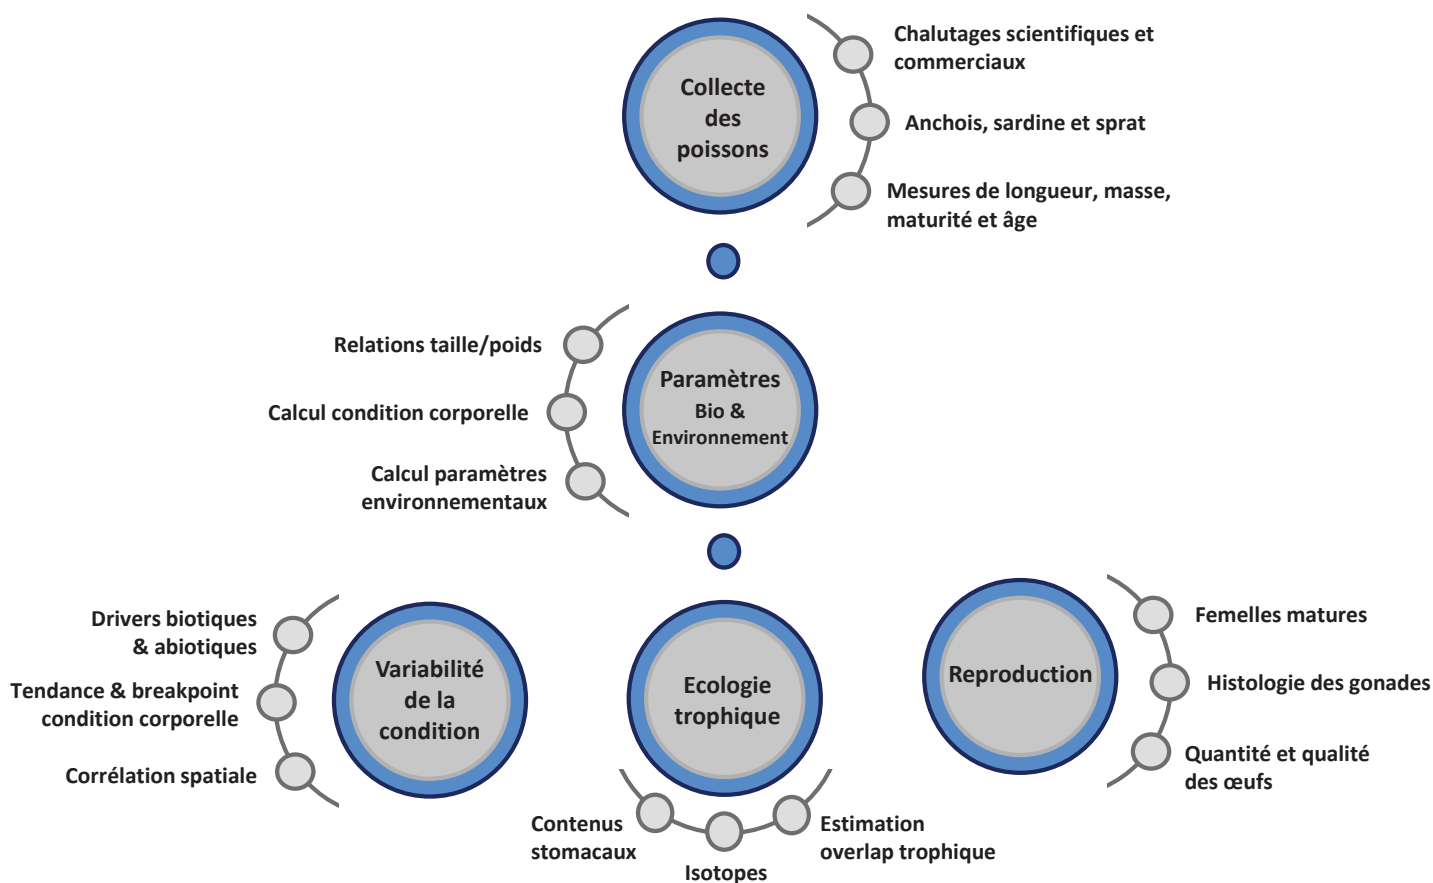 Collecte
des
poissons
Chalutages scientifiques et
commerciaux
Anchois, sardine et sprat
Mesures de longueur, masse,
maturité et âge
Relations taille/poids
Calcul condition corporelle
Calcul paramètres
environnementaux
Paramètres
Bio &
Environnement
Drivers biotiques
& abiotiques
Tendance & breakpoint
condition corporelle
Corrélation spatiale
Variabilité
de la
condition
Ecologie
trophique
Contenus
stomacaux
Isotopes
Estimation
overlap trophique
Reproduction
Femelles matures
Histologie des gonades
Quantité et qualité
des œufs